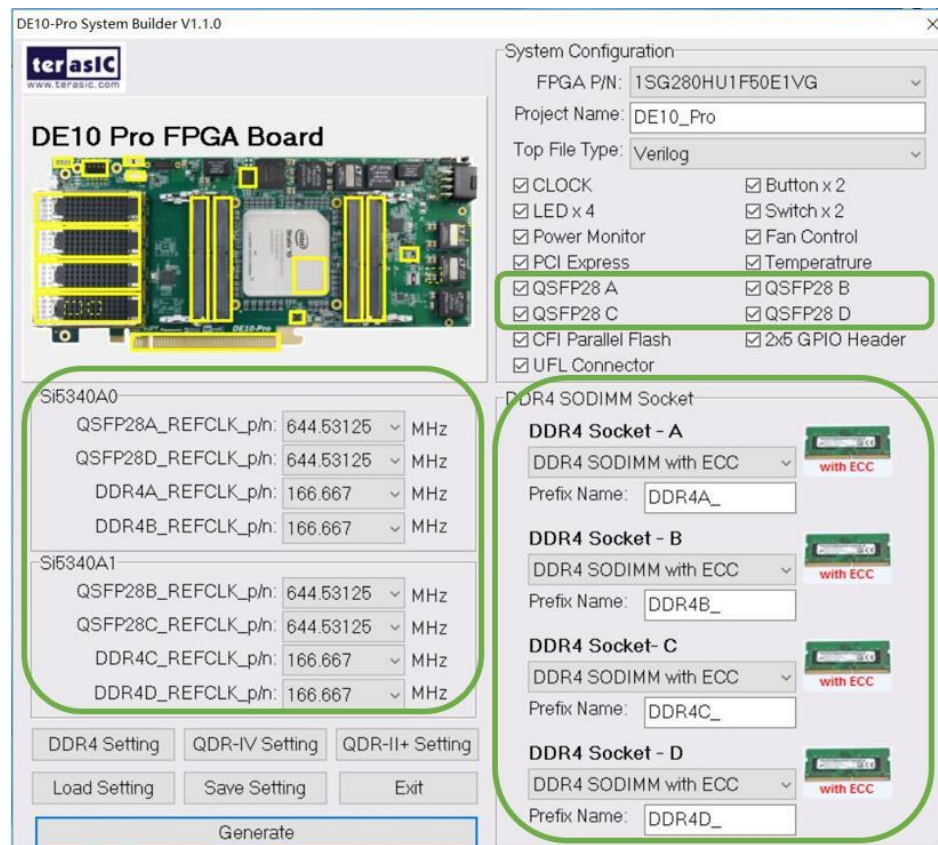 DE10-Pro System Builder V1.1.0
terasIC
www.terasic.com
DE10 Pro FPGA Board
DE10-Pro
System Configuration
FPGA P/N: 1SG280HU1F50E1VG
Project Name: DE10_Pro
Top File Type: Verilog
CLOCK
Button x 2
LED x 4
Switch x 2
Power Monitor
Fan Control
PCI Express
Temperatrure
QSFP28 A
QSFP28 B
QSFP28 C
QSFP28 D
CFI Parallel Flash
2x5 GPIO Header
UFL Connector
Si5340A0
QSFP28A_REFCLK_p/n: 644.53125 MHz
QSFP28D_REFCLK_p/n: 644.53125 MHz
DDR4A_REFCLK_p/n: 166.667 MHz
DDR4B_REFCLK_p/n: 166.667 MHz
Si5340A1
QSFP28B_REFCLK_p/n: 644.53125 MHz
QSFP28C_REFCLK_p/n: 644.53125 MHz
DDR4C_REFCLK_p/n: 166.667 MHz
DDR4D_REFCLK_p/n: 166.667 MHz
DDR4 Setting
QDR-IV Setting
QDR-II+ Setting
Load Setting
Save Setting
Exit
Generate
DDR4 SODIMM Socket
DDR4 Socket - A
DDR4 SODIMM with ECC
with ECC
Prefix Name: DDR4A_
DDR4 Socket - B
DDR4 SODIMM with ECC
with ECC
Prefix Name: DDR4B_
DDR4 Socket- C
DDR4 SODIMM with ECC
with ECC
Prefix Name: DDR4C_
DDR4 Socket - D
DDR4 SODIMM with ECC
with ECC
Prefix Name: DDR4D_